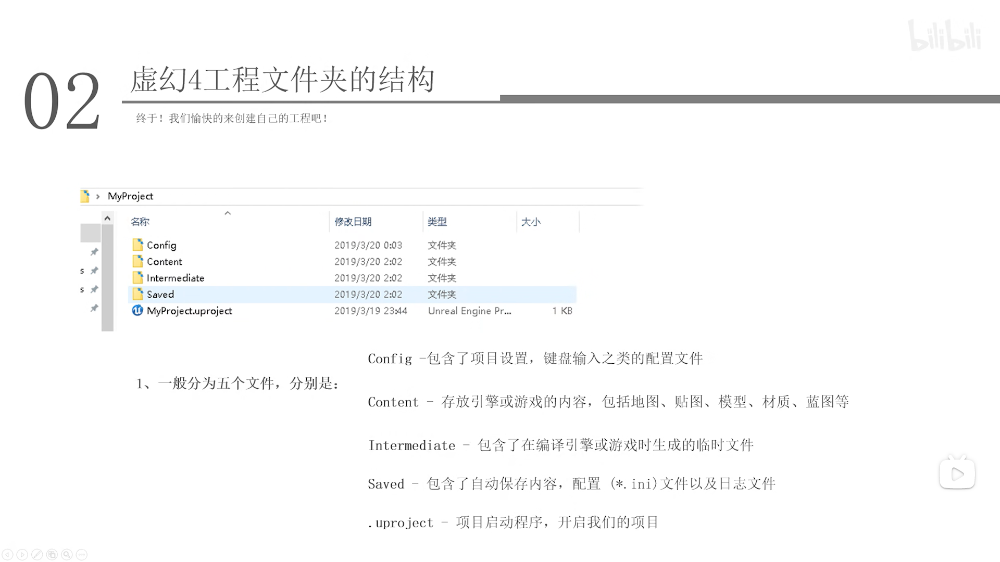 bilibili
02
虚幻4工程文件夹的结构
终于！我们愉快的来创建自己的工程吧！
MyProject
名称 修改日期 类型 大小
Config 2019/3/20 0:03 文件夹
Content 2019/3/20 2:02 文件夹
s
Intermediate 2019/3/20 2:02 文件夹
s
Saved 2019/3/20 2:02 文件夹
MyProject.uproject 2019/3/19 23:44 Unreal Engine Pr... 1 KB
1、一般分为五个文件，分别是：
Config -包含了项目设置，键盘输入之类的配置文件
Content - 存放引擎或游戏的内容，包括地图、贴图、模型、材质、蓝图等
Intermediate - 包含了在编译引擎或游戏时生成的临时文件
Saved - 包含了自动保存内容，配置 (*.ini)文件以及日志文件
.uproject - 项目启动程序，开启我们的项目